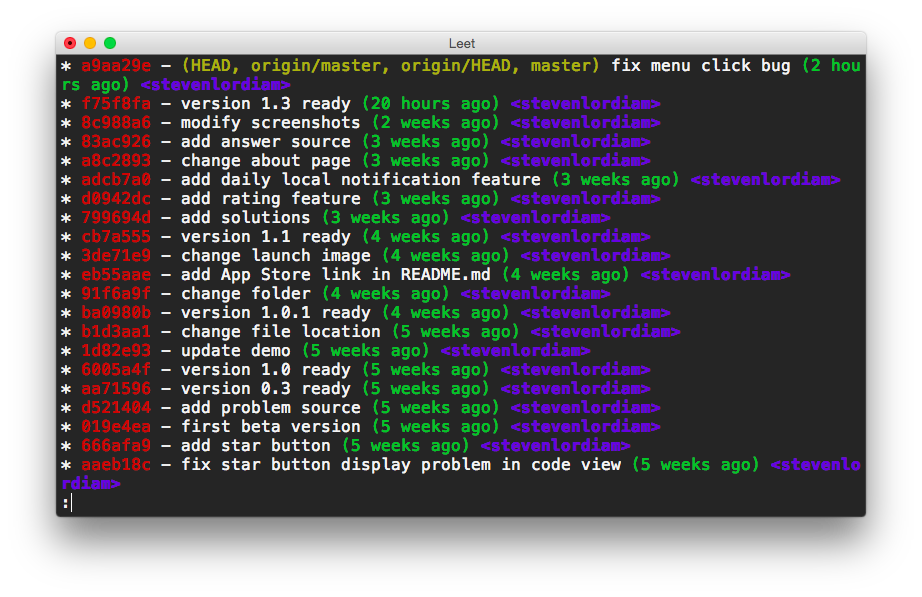 Leet
* a9aa29e – (HEAD, origin/master, origin/HEAD, master) fix menu click bug (2 hou
rs ago) <stevenlordiam>
* f75f8fa – version 1.3 ready (20 hours ago) <stevenlordiam>
* 8c988a6 – modify screenshots (2 weeks ago) <stevenlordiam>
* 83ac926 – add answer source (3 weeks ago) <stevenlordiam>
* a8c2893 – change about page (3 weeks ago) <stevenlordiam>
* adcb7a0 – add daily local notification feature (3 weeks ago) <stevenlordiam>
* d0942dc – add rating feature (3 weeks ago) <stevenlordiam>
* 799694d – add solutions (3 weeks ago) <stevenlordiam>
* cb7a555 – version 1.1 ready (4 weeks ago) <stevenlordiam>
* 3de71e9 – change launch image (4 weeks ago) <stevenlordiam>
* eb55aae – add App Store link in README.md (4 weeks ago) <stevenlordiam>
* 91f6a9f – change folder (4 weeks ago) <stevenlordiam>
* ba0980b – version 1.0.1 ready (4 weeks ago) <stevenlordiam>
* b1d3aa1 – change file location (5 weeks ago) <stevenlordiam>
* 1d82e93 – update demo (5 weeks ago) <stevenlordiam>
* 6005a4f – version 1.0 ready (5 weeks ago) <stevenlordiam>
* aa71596 – version 0.3 ready (5 weeks ago) <stevenlordiam>
* d521404 – add problem source (5 weeks ago) <stevenlordiam>
* 019e4ea – first beta version (5 weeks ago) <stevenlordiam>
* 666afa9 – add star button (5 weeks ago) <stevenlordiam>
* aaeb18c – fix star button display problem in code view (5 weeks ago) <stevenlo
rdiam>
: